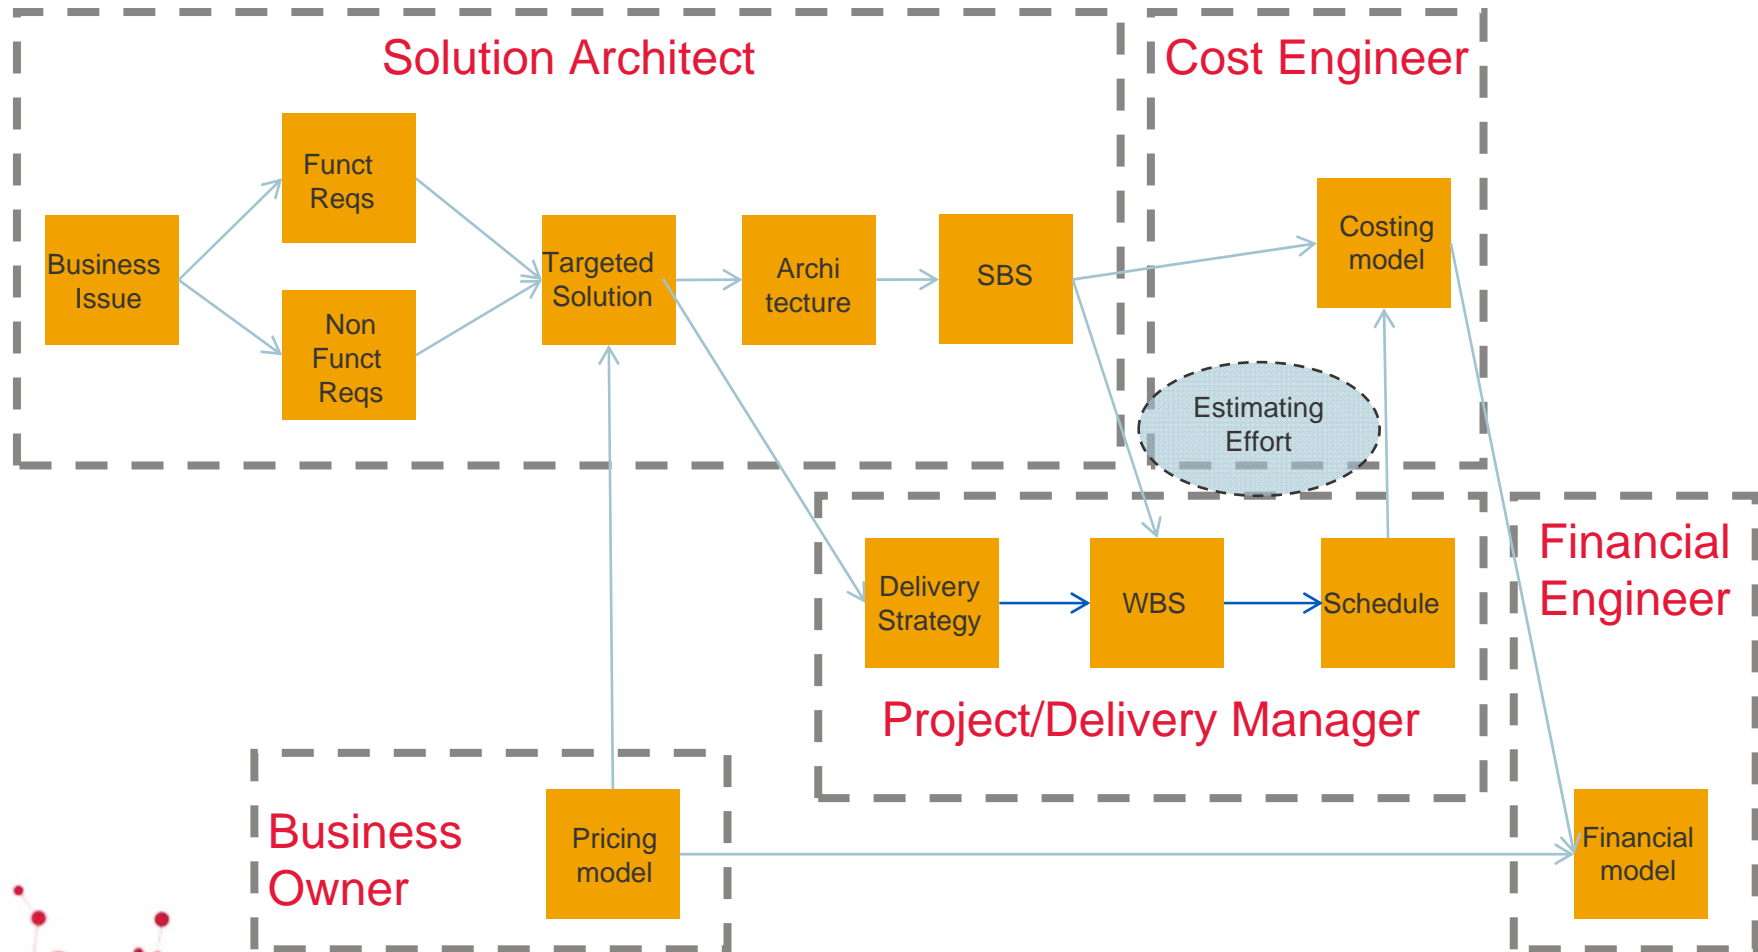 Solution Architect
Cost Engineer
Funct
Reqs
Business
Issue
Non
Funct
Reqs
Targeted
Solution
Archi
tecture
SBS
Costing
model
Estimating
Effort
Delivery
Strategy
WBS
Schedule
Project/Delivery Manager
Financial
Engineer
Business
Owner
Pricing
model
Financial
model